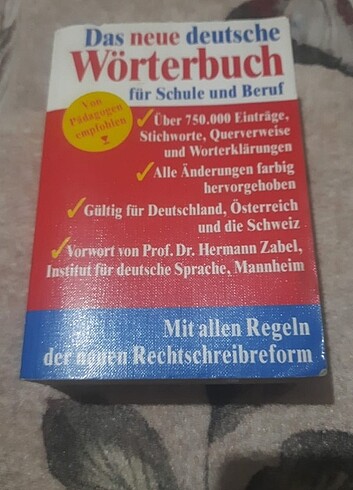 Das neue deutsche
Wörterbuch
für Schule und Beruf
Von
Pädagogen
empfohlen
Über 750.000 Einträge,
Stichworte, Querverweise
und Worterklärungen
Alle Änderungen farbig
hervorgehoben
Gültig für Deutschland, Österreich
und die Schweiz
Vorwort von Prof. Dr. Hermann Zabel,
Institut für deutsche Sprache, Mannheim
Mit allen Regeln
der neuen Rechtschreibreform